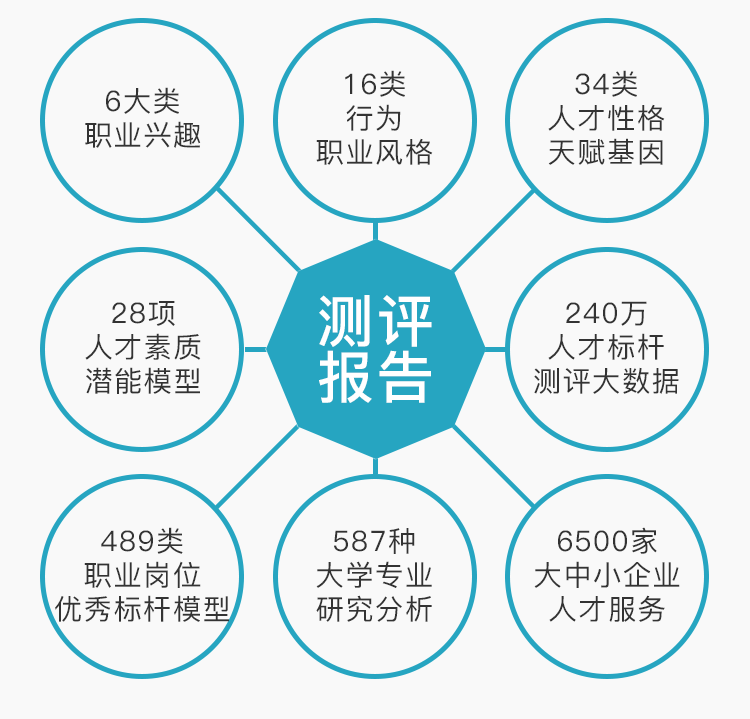 6大类
职业兴趣
16类
行为
职业风格
34类
人才性格
天赋基因
28项
人才素质
潜能模型
测评
报告
240万
人才标杆
测评大数据
489类
职业岗位
优秀标杆模型
587种
大学专业
研究分析
6500家
大中小企业
人才服务